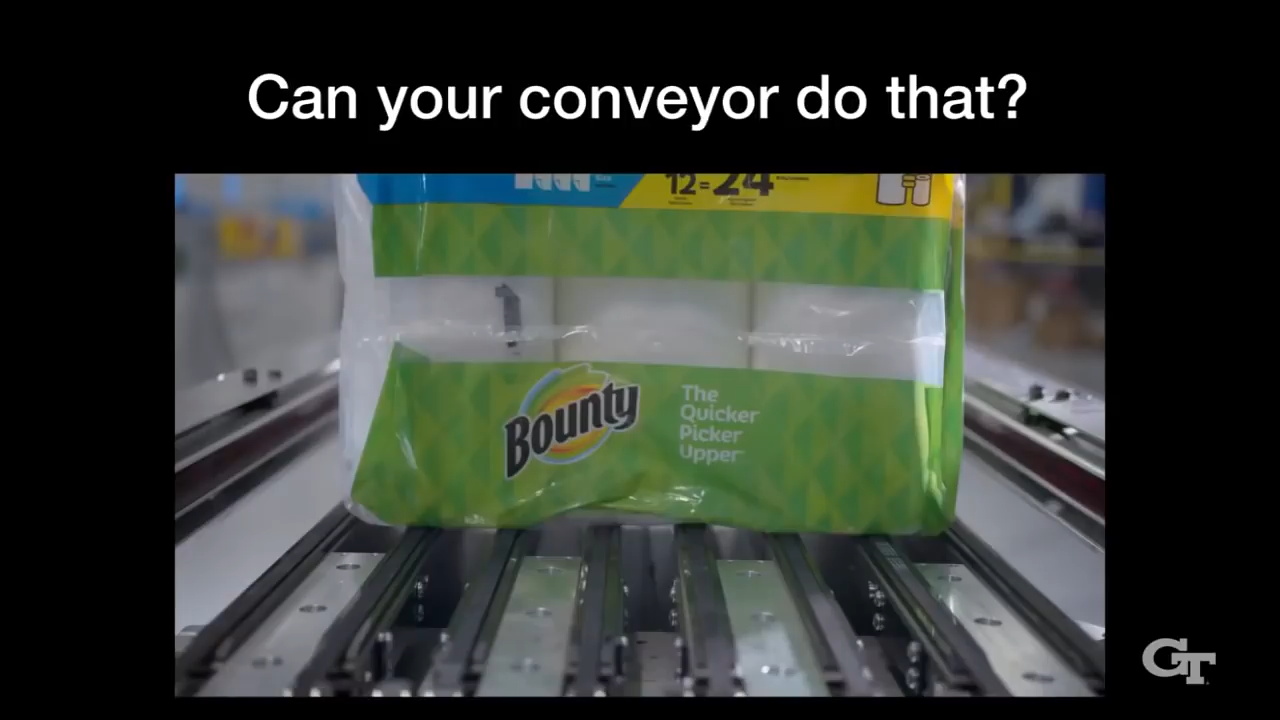 Can your conveyor do that?
12=24
Bounty
The
Quicker
Picker
Upper
GT